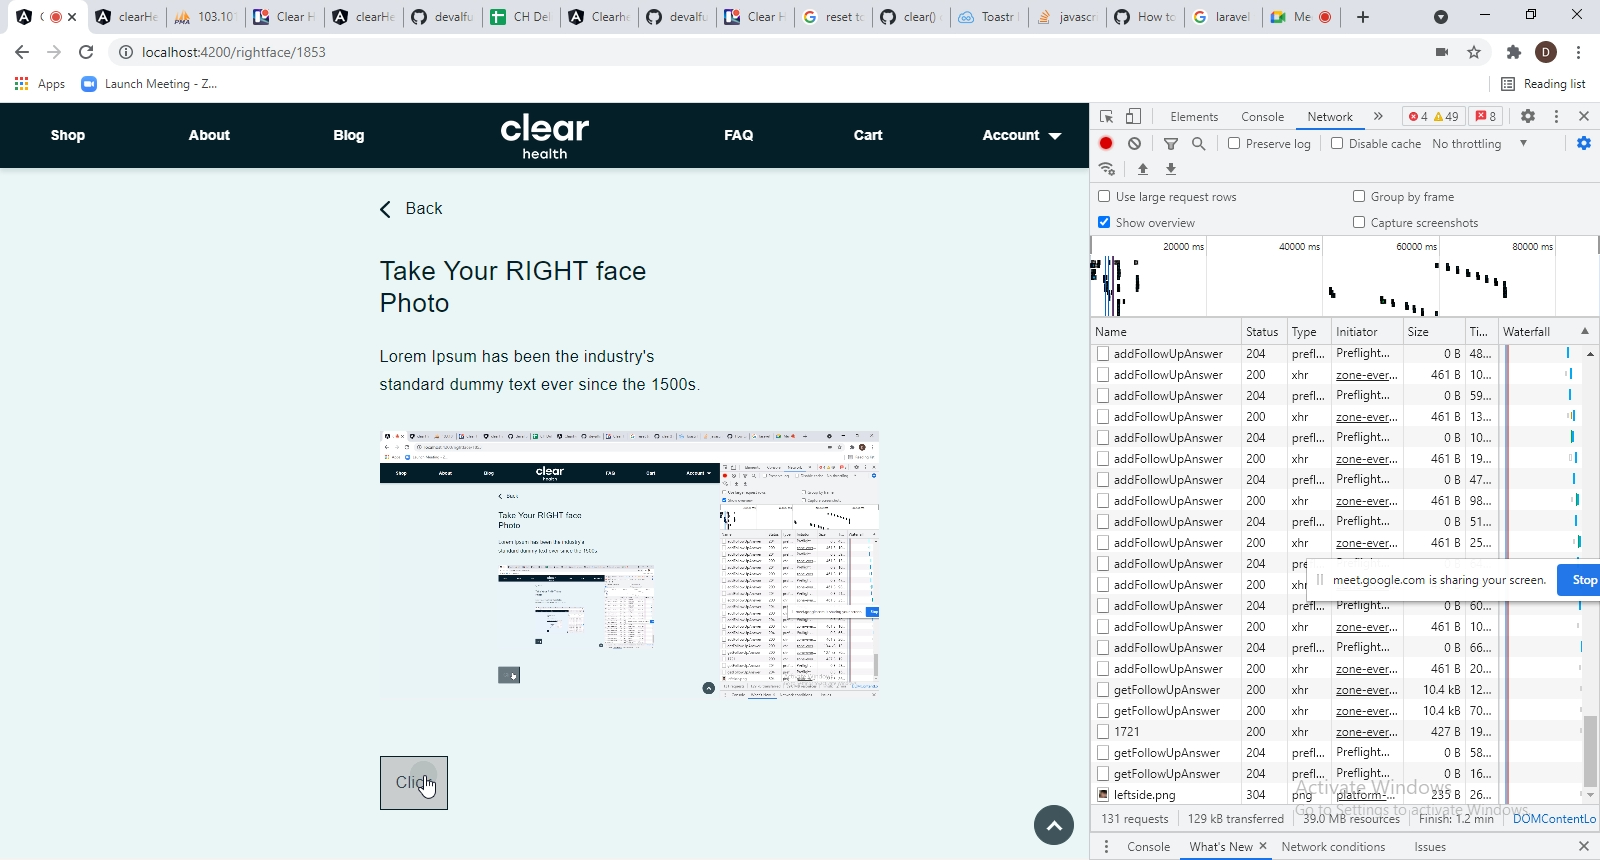 clearHe
103.10
Clear H
clearHe
devalfu
CH Del
Clearhe
devalfu
Clear H
reset to
clear()
Toastr
javascr
How to
laravel
Me
localhost:4200/rightface/1853
D
Apps
Launch Meeting - Z...
Reading list
Shop
About
Blog
clear
health
FAQ
Cart
Account
Back
Take Your RIGHT face
Photo
Lorem Ipsum has been the industry's
standard dummy text ever since the 1500s.
Elements Console Network » 4 49 8
Preserve log Disable cache No throttling
Use large request rows Group by frame
Show overview Capture screenshots
20000 ms 40000 ms 60000 ms 80000 ms
Name Status Type Initiator Size Ti... Waterfall
addFollowUpAnswer 204 prefl... Preflight... 0 B 48...
addFollowUpAnswer 200 xhr zone-ever... 461 B 10...
addFollowUpAnswer 204 prefl... Preflight... 0 B 59...
addFollowUpAnswer 200 xhr zone-ever... 461 B 13...
addFollowUpAnswer 204 prefl... Preflight... 0 B 10...
addFollowUpAnswer 200 xhr zone-ever... 461 B 19...
addFollowUpAnswer 204 prefl... Preflight... 0 B 47...
addFollowUpAnswer 200 xhr zone-ever... 461 B 98...
addFollowUpAnswer 204 prefl... Preflight... 0 B 51...
addFollowUpAnswer 200 xhr zone-ever... 461 B 25...
addFollowUpAnswer 204
addFollowUpAnswer 200
meet.google.com is sharing your screen. Stop
addFollowUpAnswer 204 prefl... Preflight... 0 B 60...
addFollowUpAnswer 200 xhr zone-ever... 461 B 10...
addFollowUpAnswer 204 prefl... Preflight... 0 B 66...
addFollowUpAnswer 200 xhr zone-ever... 461 B 20...
getFollowUpAnswer 200 xhr zone-ever... 10.4 kB 12...
getFollowUpAnswer 200 xhr zone-ever... 10.4 kB 70...
1721 200 xhr zone-ever... 427 B 19...
getFollowUpAnswer 204 prefl... Preflight... 0 B 58...
getFollowUpAnswer 204 prefl... Preflight... 0 B 16...
leftside.png 304 png platform-... 235 B 26...
Activate Windows
Go to Settings to activate Windows.
131 requests 129 kB transferred 39.0 MB resources Finish: 1.2 min DOMContentLo
Console What's New Network conditions Issues